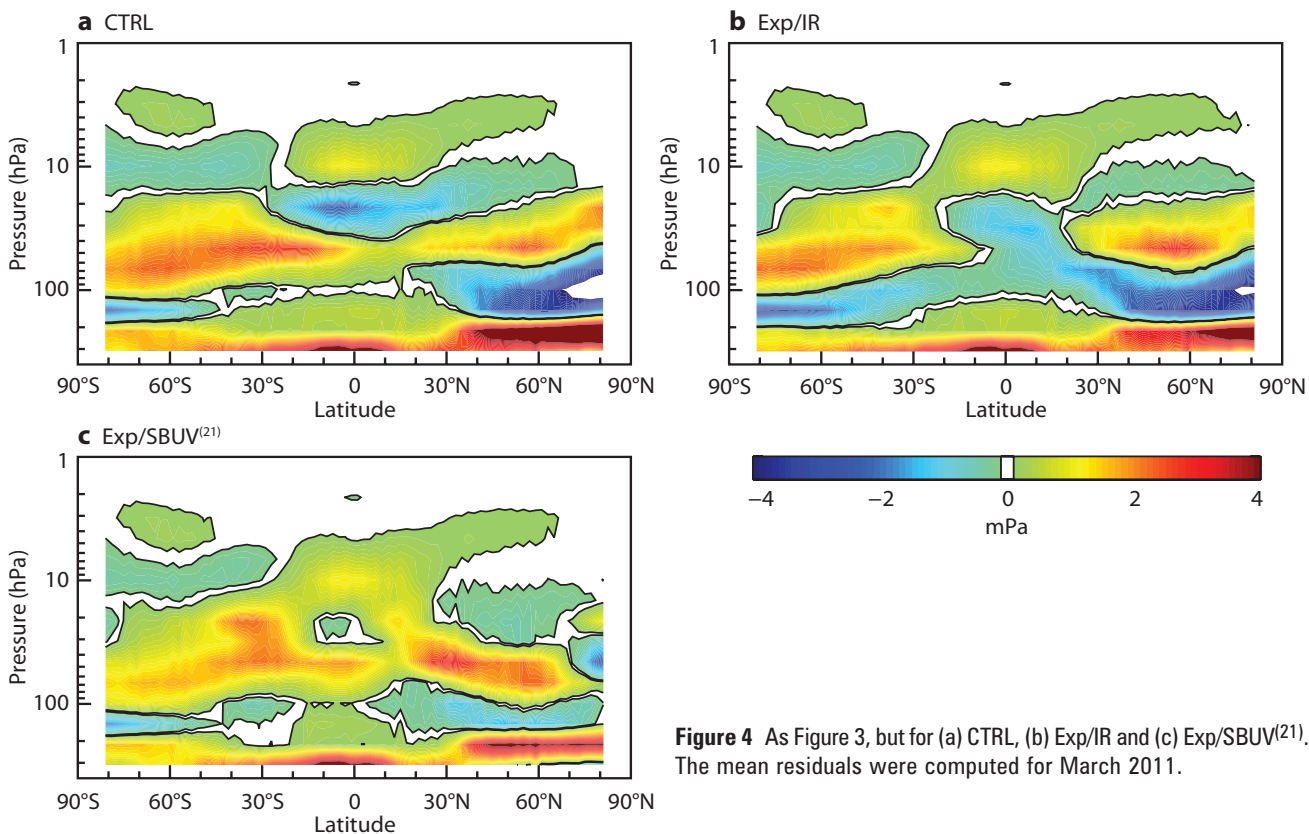 a CTRL
1
10
100
Pressure (hPa)
90°S 60°S 30°S 0 30°N 60°N 90°N
Latitude
b Exp/IR
1
10
100
Pressure (hPa)
90°S 60°S 30°S 0 30°N 60°N 90°N
Latitude
c Exp/SBUV(21)
1
10
100
Pressure (hPa)
90°S 60°S 30°S 0 30°N 60°N 90°N
Latitude
−4 −2 0 2 4
mPa
Figure 4 As Figure 3, but for (a) CTRL, (b) Exp/IR and (c) Exp/SBUV(21).
The mean residuals were computed for March 2011.